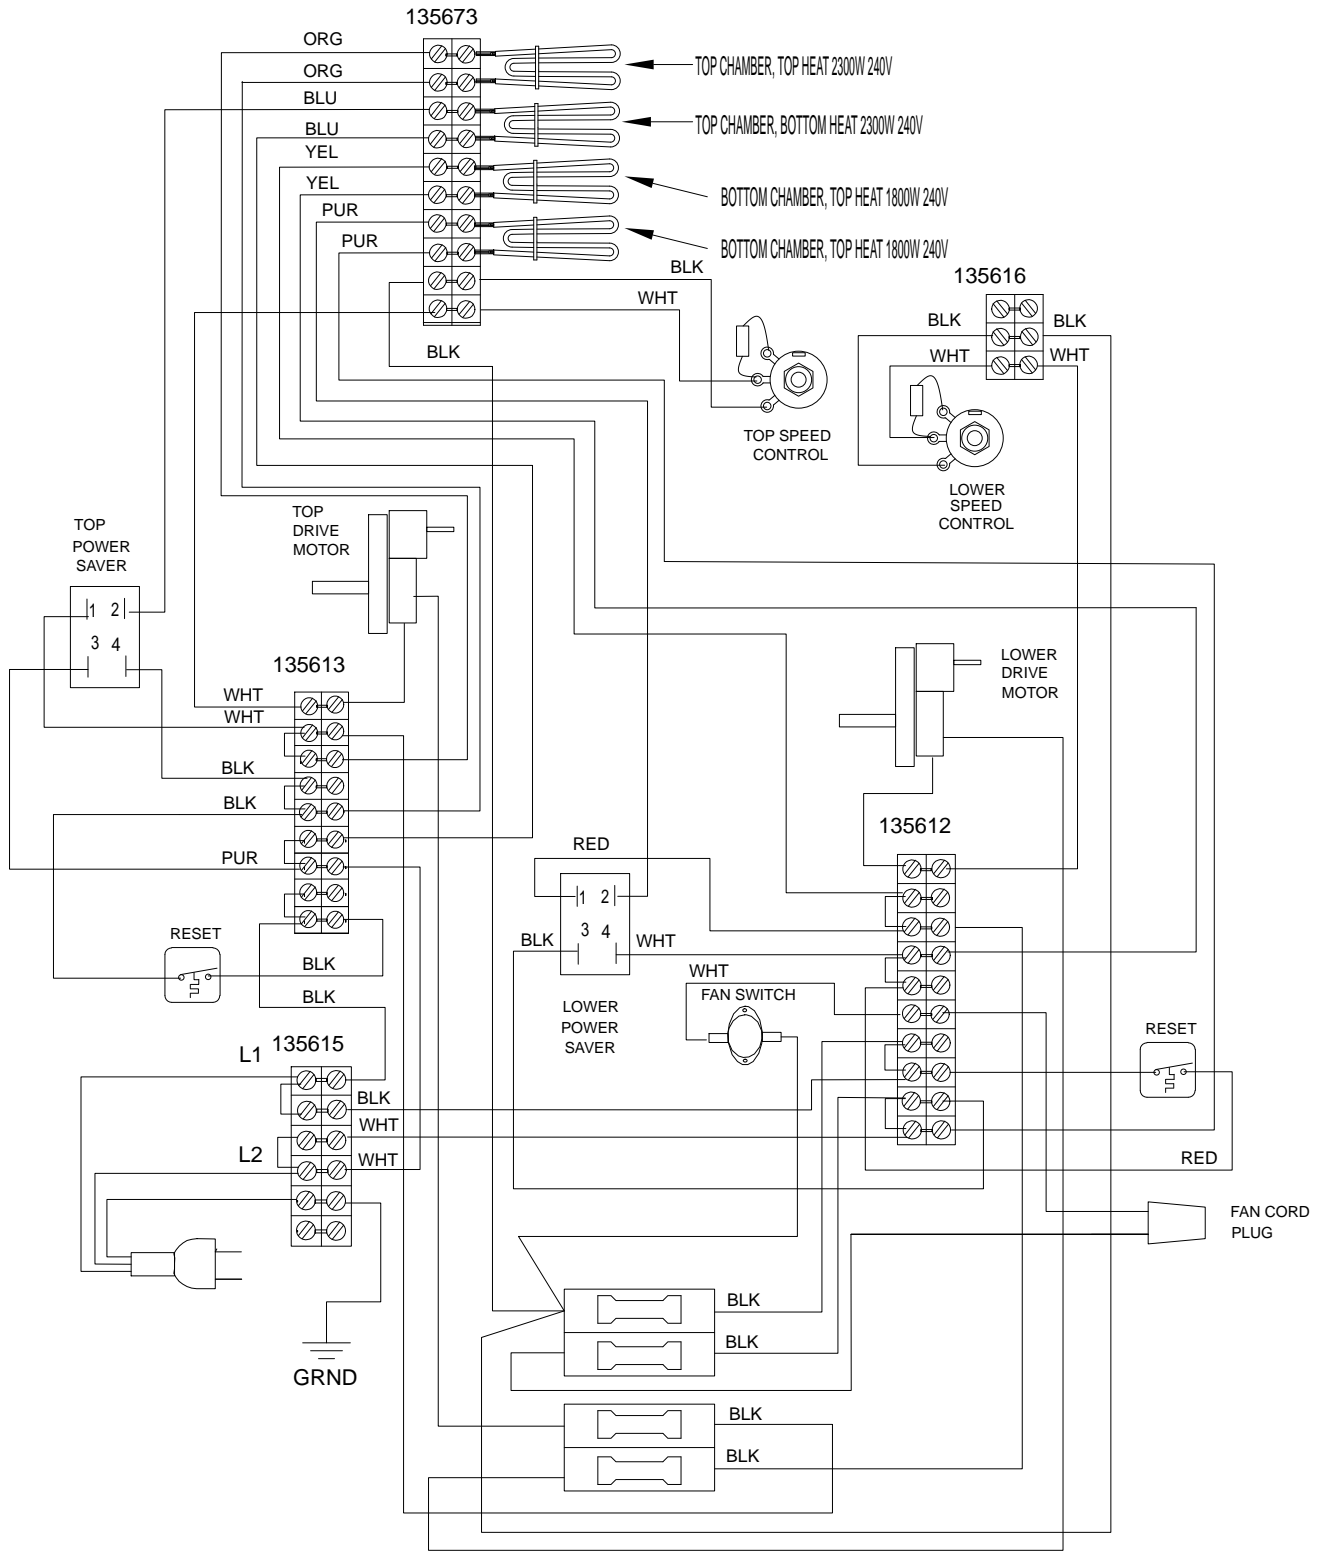 135673
ORG
ORG
BLU
BLU
YEL
YEL
PUR
PUR
TOP CHAMBER, TOP HEAT 2300W 240V
TOP CHAMBER, BOTTOM HEAT 2300W 240V
BOTTOM CHAMBER, TOP HEAT 1800W 240V
BOTTOM CHAMBER, TOP HEAT 1800W 240V
BLK
WHT
BLK
135616
BLK
BLK
WHT
WHT
TOP SPEED
CONTROL
LOWER
SPEED
CONTROL
TOP
DRIVE
MOTOR
TOP
POWER
SAVER
1 2
3 4
135613
WHT
WHT
BLK
BLK
PUR
LOWER
DRIVE
MOTOR
135612
RED
1 2
3 4
BLK
WHT
LOWER
POWER
SAVER
WHT
FAN SWITCH
RESET
BLK
BLK
RESET
RED
L1
135615
BLK
WHT
L2
WHT
FAN CORD
PLUG
GRND
BLK
BLK
BLK
BLK